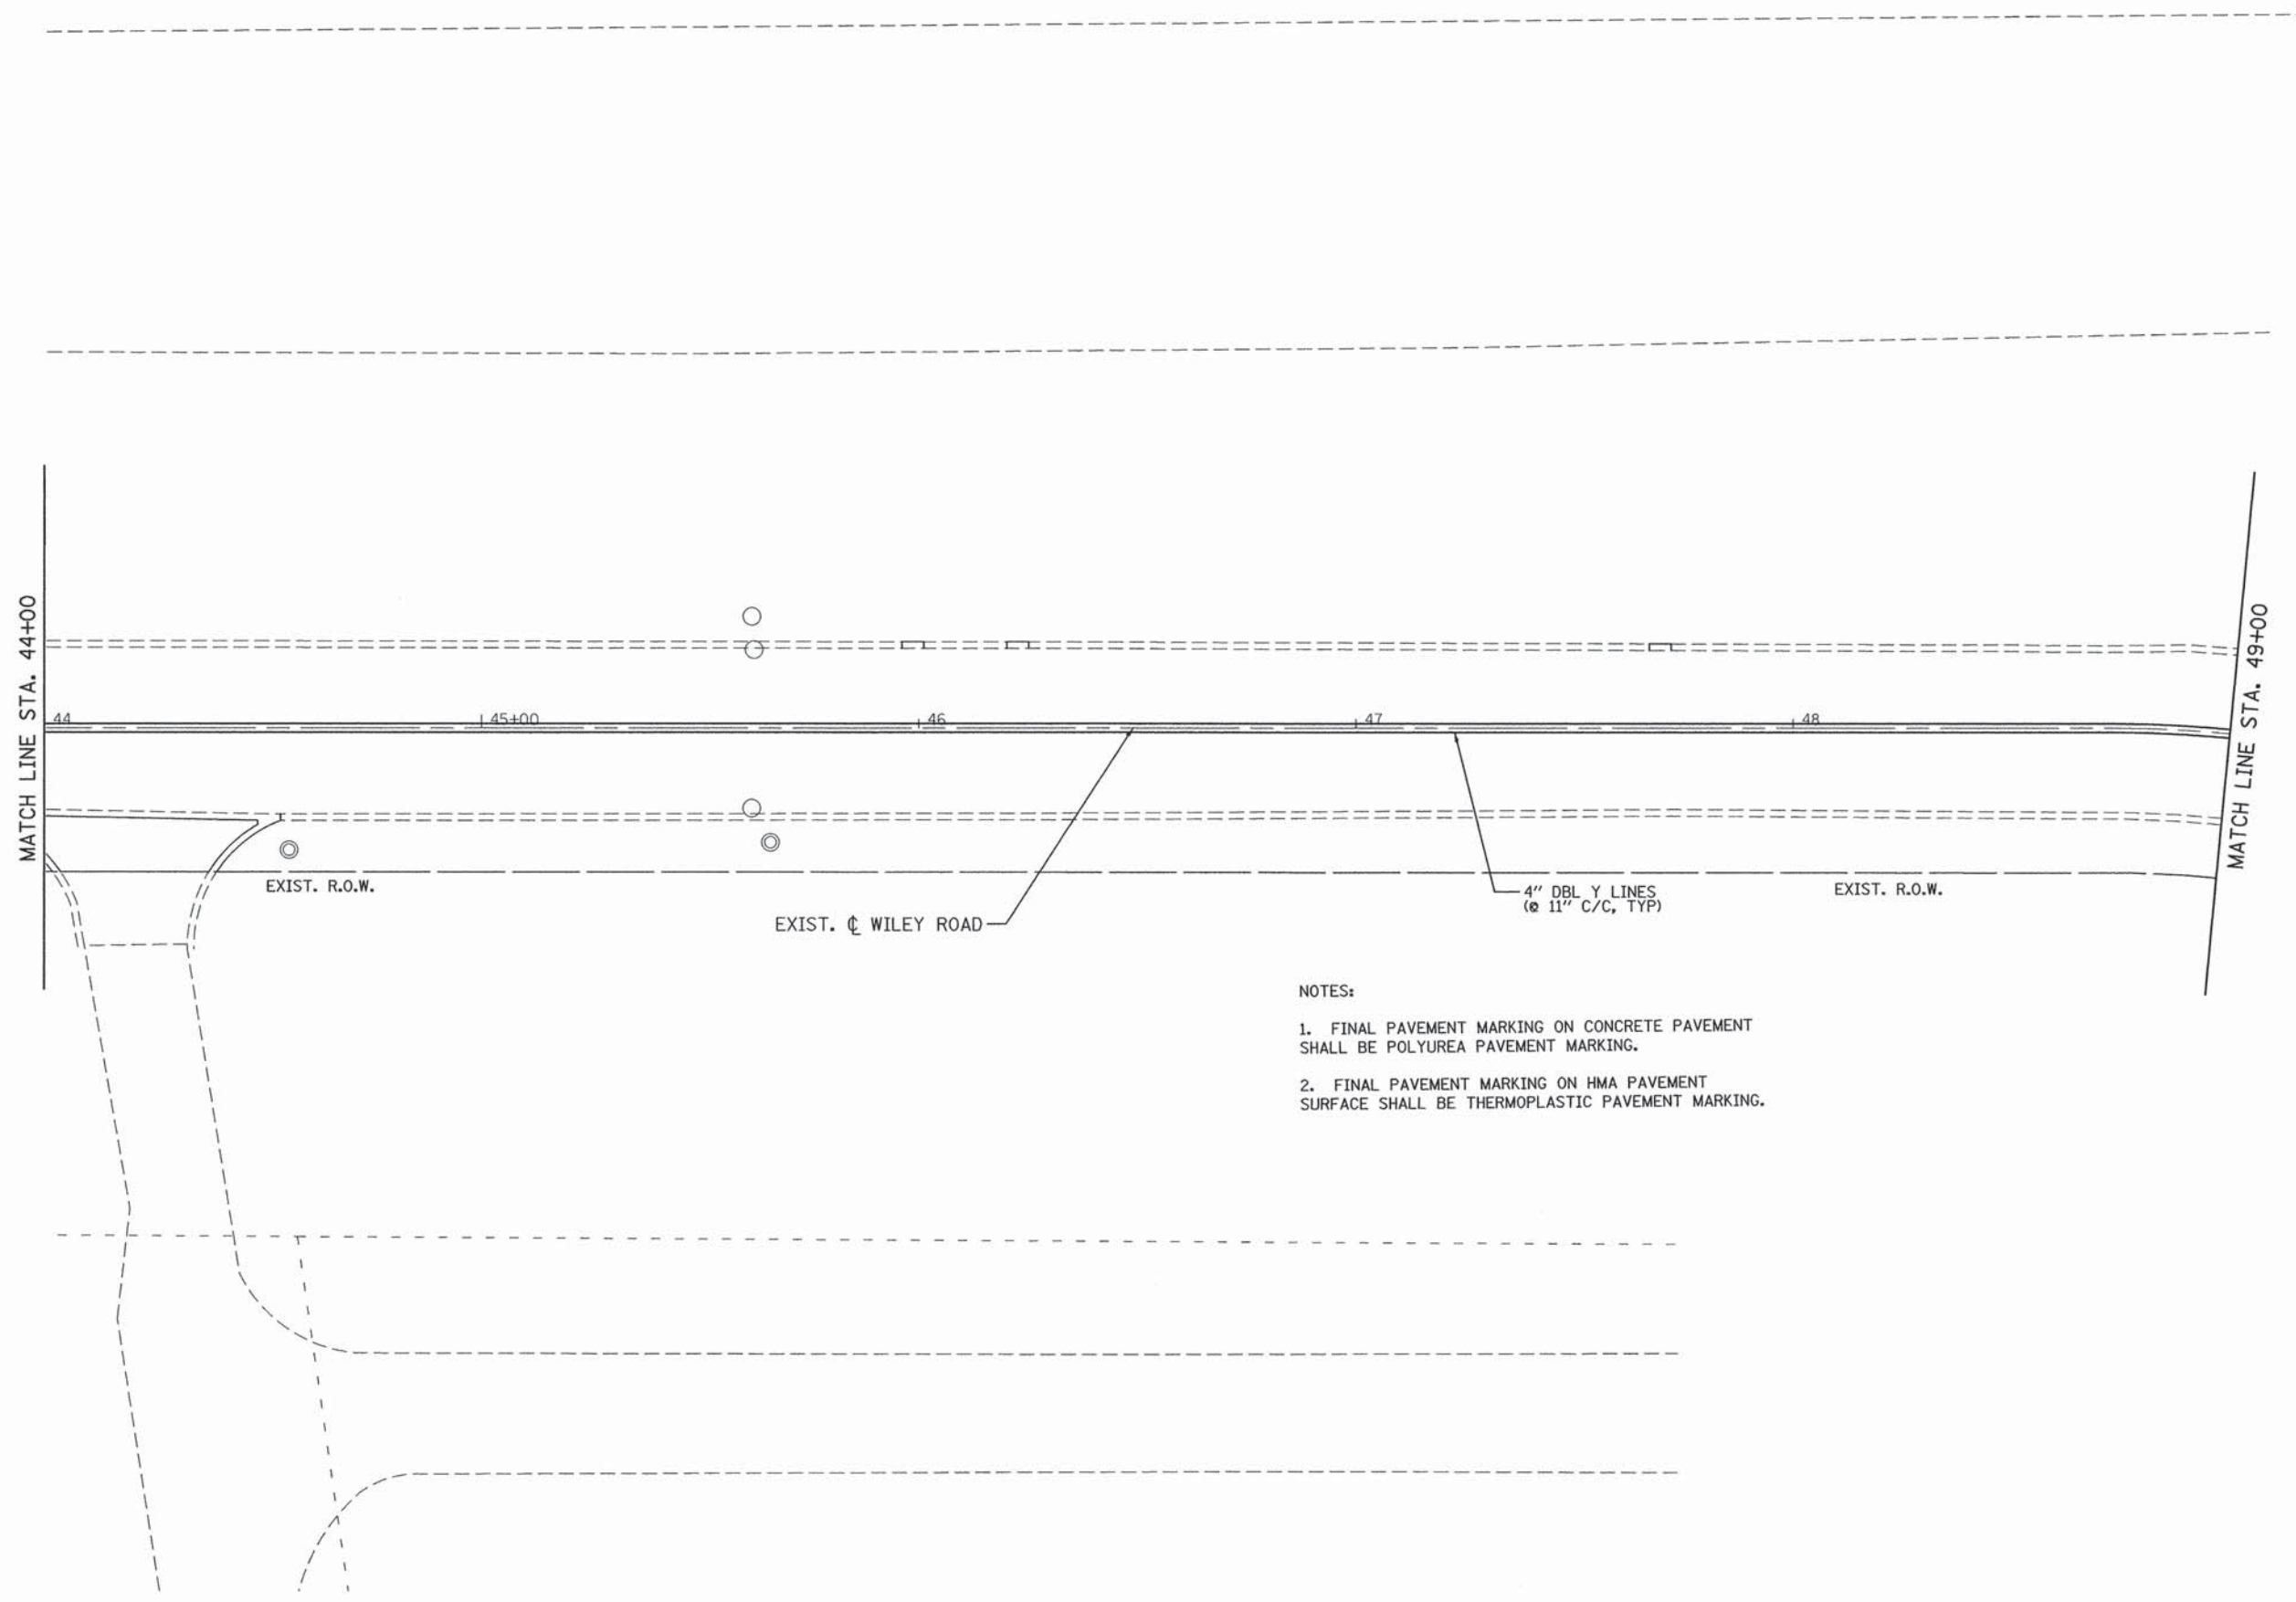 MATCH LINE STA. 44+00
MATCH LINE STA. 49+00
44
45+00
46
47
48
EXIST. R.O.W.
EXIST. ℄ WILEY ROAD
4" DBL Y LINES
(@ 11" C/C, TYP)
EXIST. R.O.W.
NOTES:
1. FINAL PAVEMENT MARKING ON CONCRETE PAVEMENT
SHALL BE POLYUREA PAVEMENT MARKING.
2. FINAL PAVEMENT MARKING ON HMA PAVEMENT
SURFACE SHALL BE THERMOPLASTIC PAVEMENT MARKING.